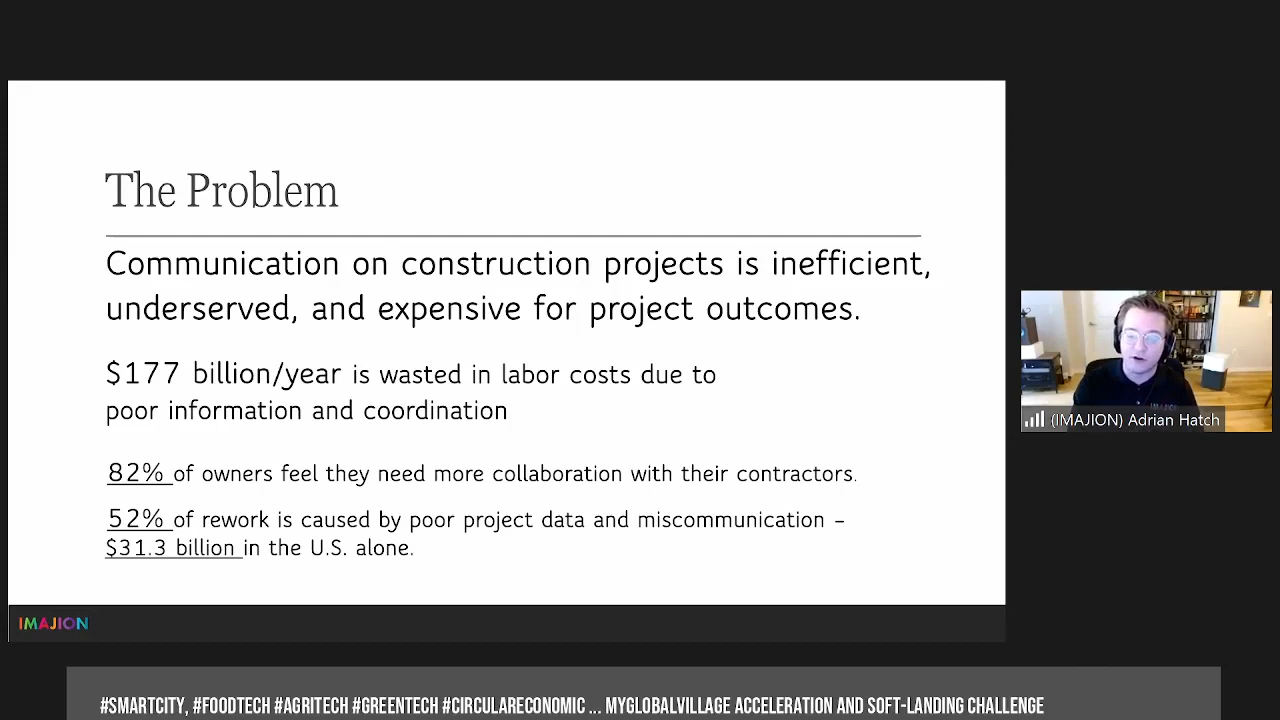 The Problem
Communication on construction projects is inefficient,
underserved, and expensive for project outcomes.
$177 billion/year is wasted in labor costs due to
poor information and coordination
82% of owners feel they need more collaboration with their contractors.
52% of rework is caused by poor project data and miscommunication –
$31.3 billion in the U.S. alone.
IMAJION
IMAJION
(IMAJION) Adrian Hatch
#SMARTCITY, #FOODTECH #AGRITECH #GREENTECH #CIRCULARECONOMIC ... MYGLOBALVILLAGE ACCELERATION AND SOFT-LANDING CHALLENGE